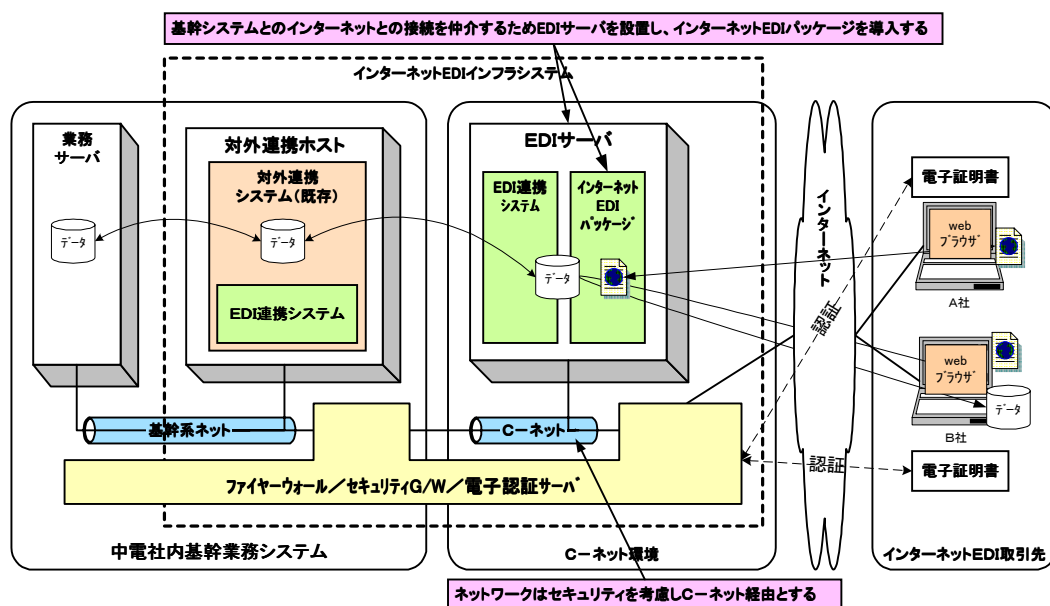 基幹システムとのインターネットとの接続を仲介するためEDIサーバを設置し、インターネットEDIパッケージを導入する
インターネットEDIインフラシステム
業務
サーバ
データ
対外連携ホスト
対外連携
システム(既存)
データ
EDI連携システム
EDIサーバ
EDI連携
システム
インターネット
EDI
パッケージ
データ
インターネット
認証
認証
電子証明書
web
ブラウザ
A社
web
ブラウザ
データ
B社
電子証明書
基幹系ネット
C-ネット
ファイヤーウォール/セキュリティG/W/電子認証サーバ
中電社内基幹業務システム
C-ネット環境
インターネットEDI取引先
ネットワークはセキュリティを考慮しC-ネット経由とする